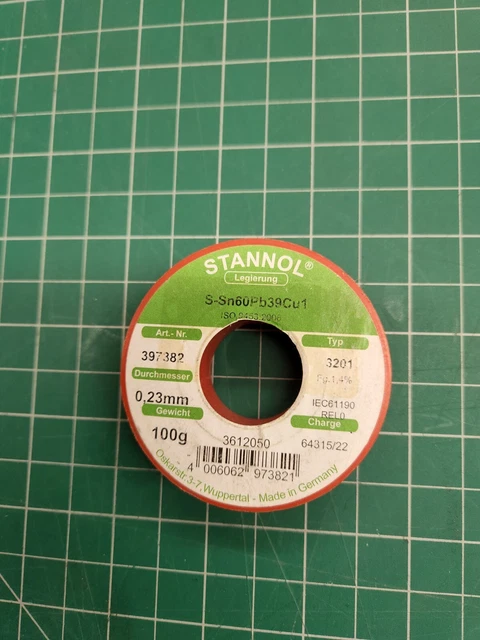 STANNOL®
Legierung
S-Sn60Pb39Cu1
ISO 9453:2006
Art.- Nr.
397382
Durchmesser
0,23mm
Gewicht
100g
Typ
3201
Fg.1,4%
IEC61190
REL0
Charge
64315/22
3612050
4 006062 973821
Oskarstr.3-7, Wuppertal - Made in Germany